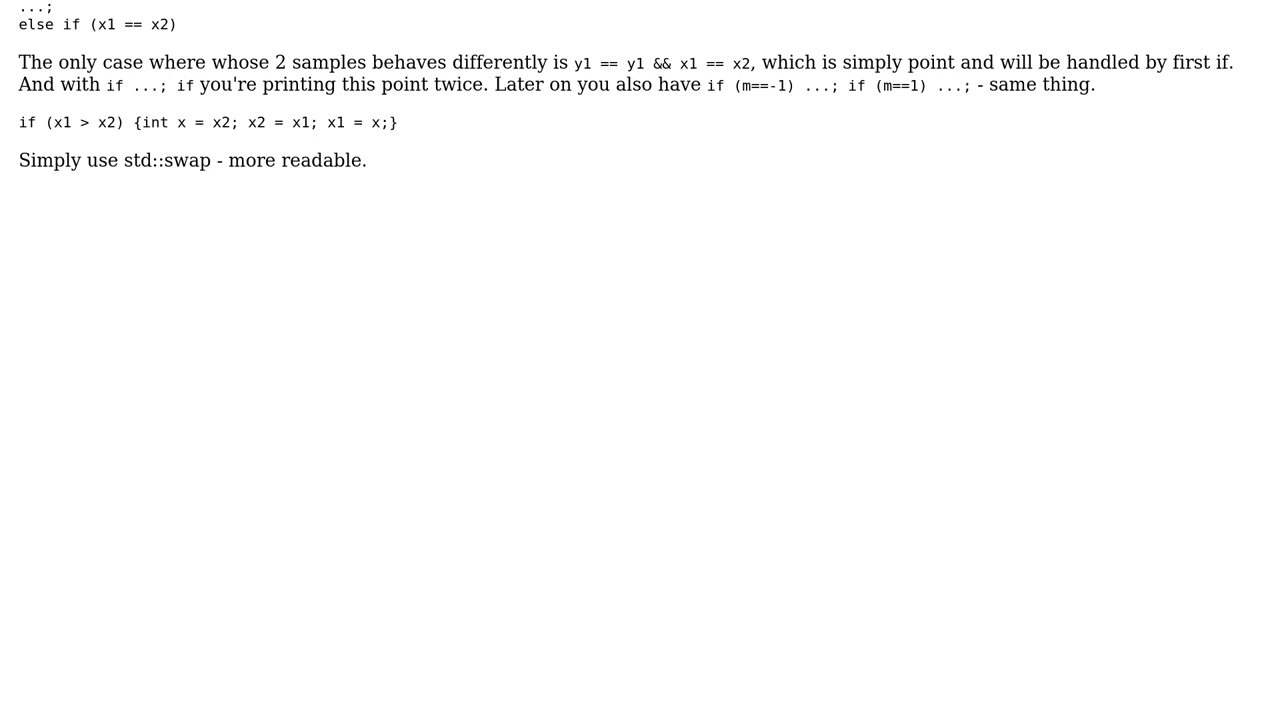 ...;
else if (x1 == x2)
The only case where whose 2 samples behaves differently is y1 == y1 && x1 == x2, which is simply point and will be handled by first if.
And with if ...; if you're printing this point twice. Later on you also have if (m==-1) ...; if (m==1) ...; - same thing.
if (x1 > x2) {int x = x2; x2 = x1; x1 = x;}
Simply use std::swap - more readable.